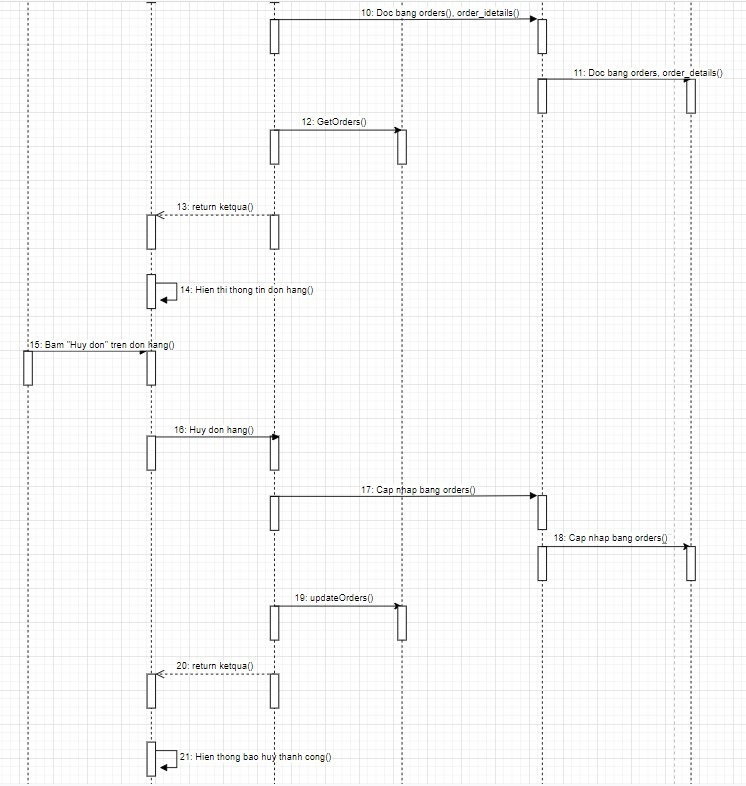 10: Doc bang orders(), order_idetails()
11: Doc bang orders, order_details()
12: GetOrders()
13: return ketqua()
14: Hien thi thong tin don hang()
15: Bam "Huy don" tren don hang()
16: Huy don hang()
17: Cap nhap bang orders()
18: Cap nhap bang orders()
19: updateOrders()
20: return ketqua()
21: Hien thong bao huy thanh cong()